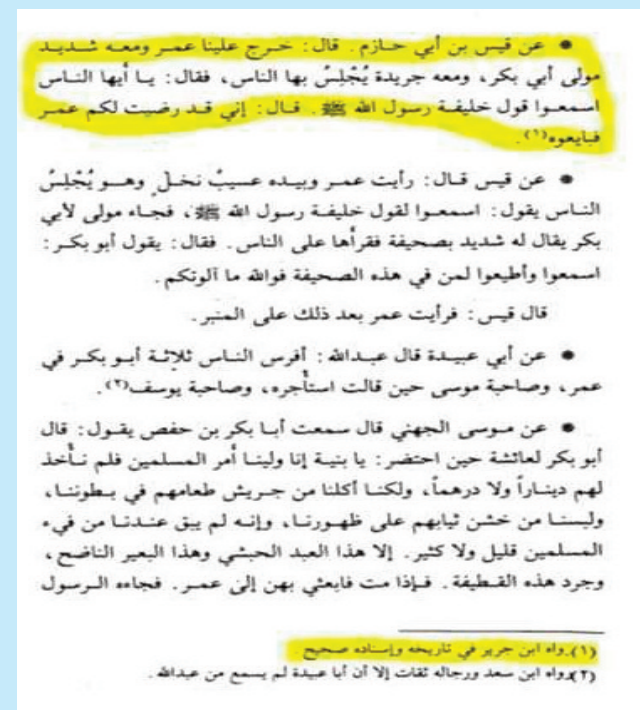 ● عن قيس بن أبي حازم . قال : خرج علينا عمر ومعه شديد
مولى أبي بكر ، ومعه جريدة يُجْلِسُ بها الناس ، فقال : يا أيها الناس
اسمعوا قول خليفة رسول الله ﷺ . قال : إني قد رضيت لكم عمر
فبايعوه(١) .
● عن قيس قال : رأيت عمر وبيده عسيبُ نخل وهو يُجْلِسُ
الناس يقول : اسمعوا لقول خليفة رسول الله ﷺ ، فجاء مولى لأبي
بكر يقال له شديد بصحيفة فقرأها على الناس . فقال : يقول أبو بكر :
اسمعوا وأطيعوا لمن في هذه الصحيفة فوالله ما آلوتكم .
قال قيس : فرأيت عمر بعد ذلك على المنبر .
● عن أبي عبيدة قال عبدالله : أفرس الناس ثلاثة أبو بكر في
عمر ، وصاحبة موسى حين قالت استأجره ، وصاحبة يوسف(٢) .
● عن موسى الجهني قال سمعت أبا بكر بن حفص يقول : قال
أبو بكر لعائشة حين احتضر : يا بنية إنا ولينا أمر المسلمين فلم نأخذ
لهم ديناراً ولا درهماً ، ولكنا أكلنا من جريش طعامهم في بطوننا ،
ولبسنا من خشن ثيابهم على ظهورنا ، وإنه لم يبق عندنا من فيء
المسلمين قليل ولا كثير . إلا هذا العبد الحبشي وهذا البعير الناضح ،
وجرد هذه القطيفة . فإذا مت فابعثي بهن إلى عمر . فجاءه الرسول
(١) رواه ابن جرير في تاريخه وإسناده صحيح .
(٢) رواه ابن سعد ورجاله ثقات إلا أن أبا عبيدة لم يسمع من عبدالله .